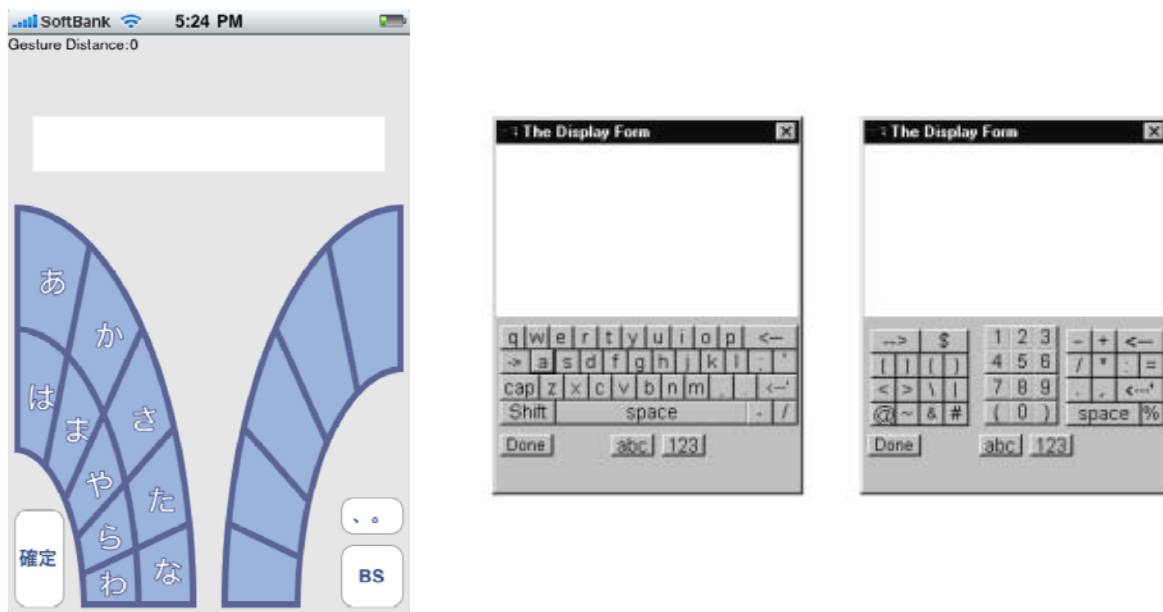 SoftBank 5:24 PM
Gesture Distance:0
あ
か
は
ま
さ
や
た
ら
な
わ
確定
、。
BS
The Display Form
q w e r t y u i o p <--
-> a s d f g h j k l ; '
cap z x c v b n m , . <--'
Shift space - /
Done abc 123
The Display Form
--> $ 1 2 3 - + <--
[ ] ( ) 4 5 6 / * : =
< > \ | 7 8 9 . , <---'
@ ~ & # ( 0 ) space %
Done abc 123